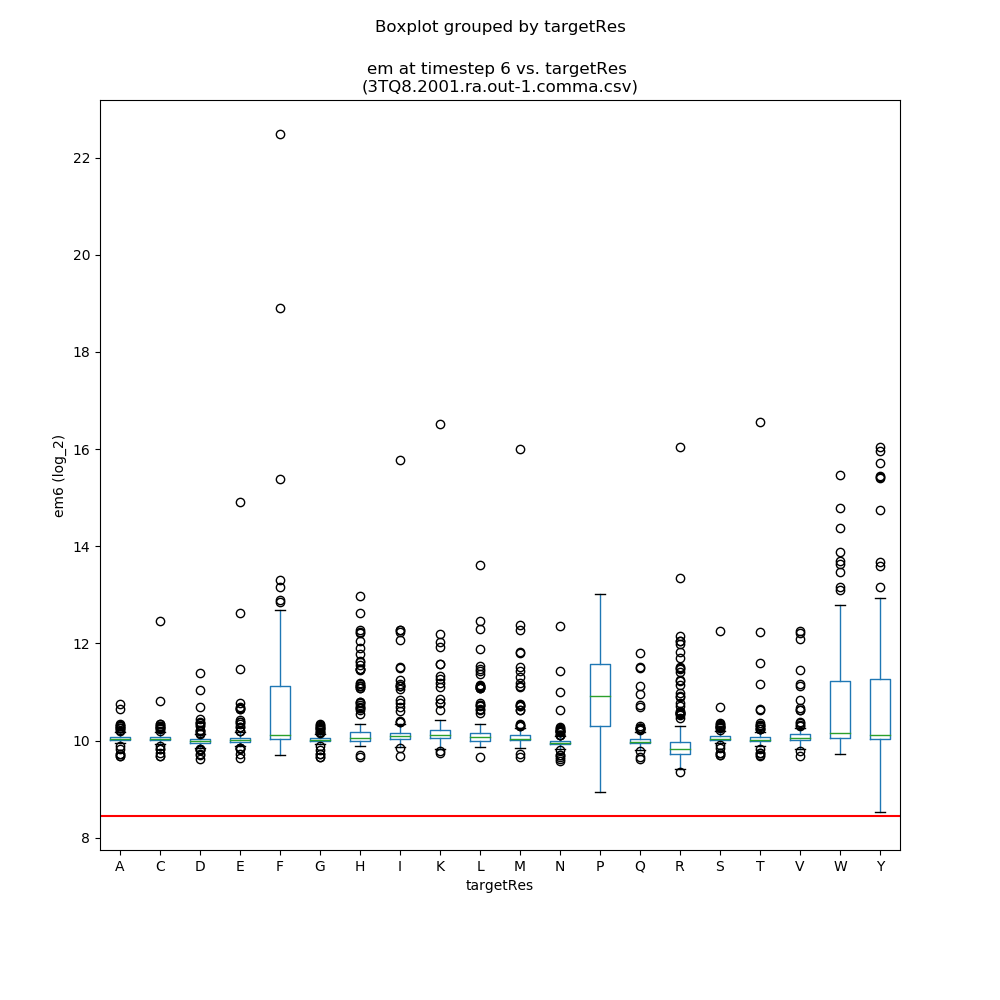 Boxplot grouped by targetRes
em at timestep 6 vs. targetRes
(3TQ8.2001.ra.out-1.comma.csv)
22
20
18
16
14
12
10
8
em6 (log_2)
A C D E F G H I K L M N P Q R S T V W Y
targetRes